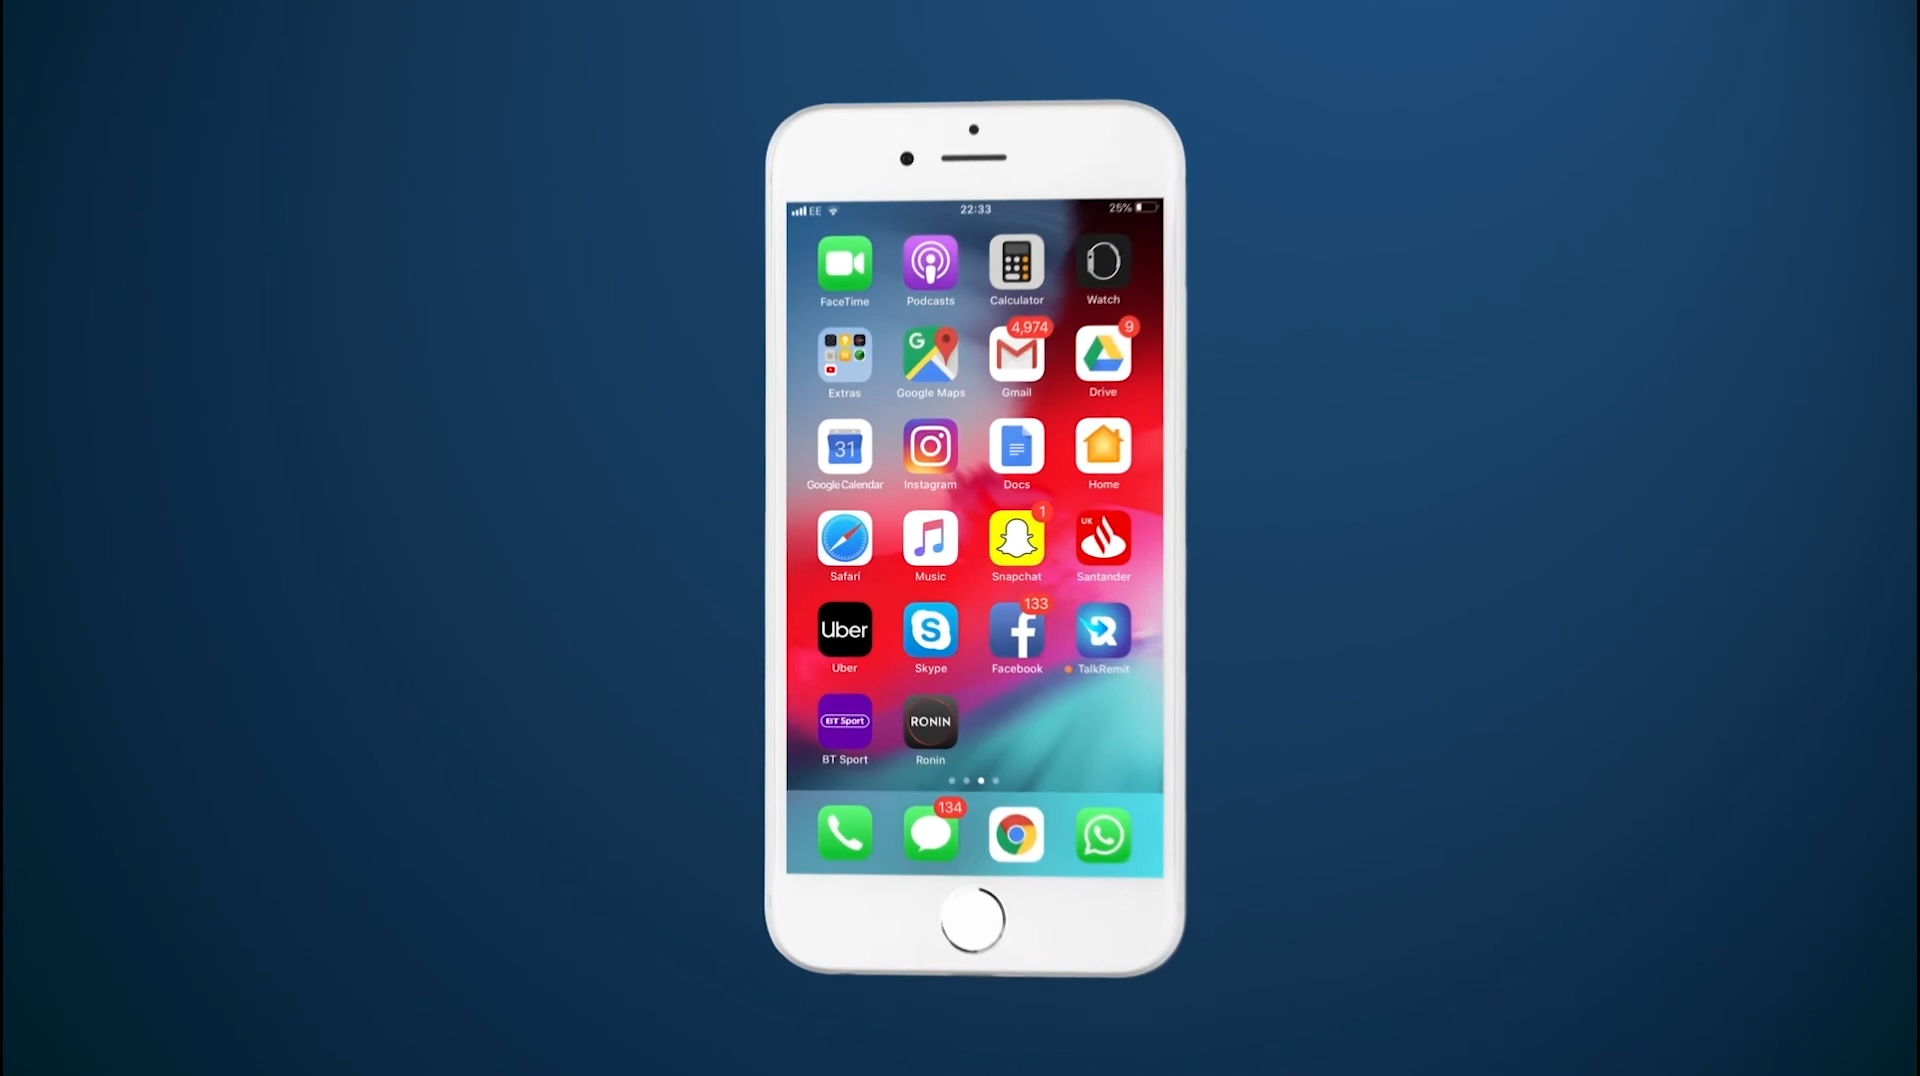 EE 22:33 25%
FaceTime Podcasts Calculator Watch
4,974 9
Extras Google Maps Gmail Drive
31
Google Calendar Instagram Docs Home
1 UK
Safari Music Snapchat Santander
133
Uber
Uber Skype Facebook TalkRemit
BT Sport RONIN
BT Sport Ronin
134